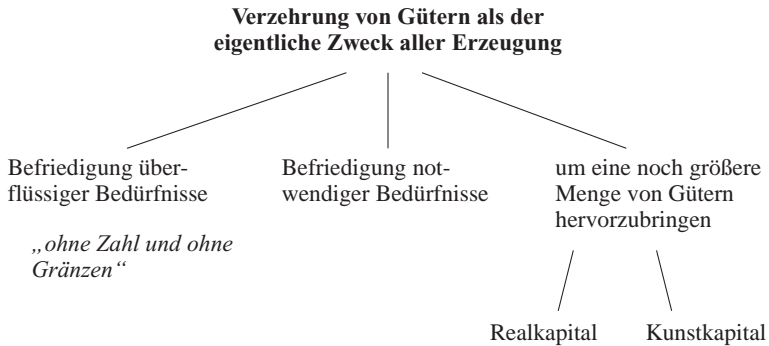 Verzehrung von Gütern als der
eigentliche Zweck aller Erzeugung
Befriedigung über-
flüssiger Bedürfnisse
„ohne Zahl und ohne
Gränzen“
Befriedigung not-
wendiger Bedürfnisse
um eine noch größere
Menge von Gütern
hervorzubringen
Realkapital
Kunstkapital